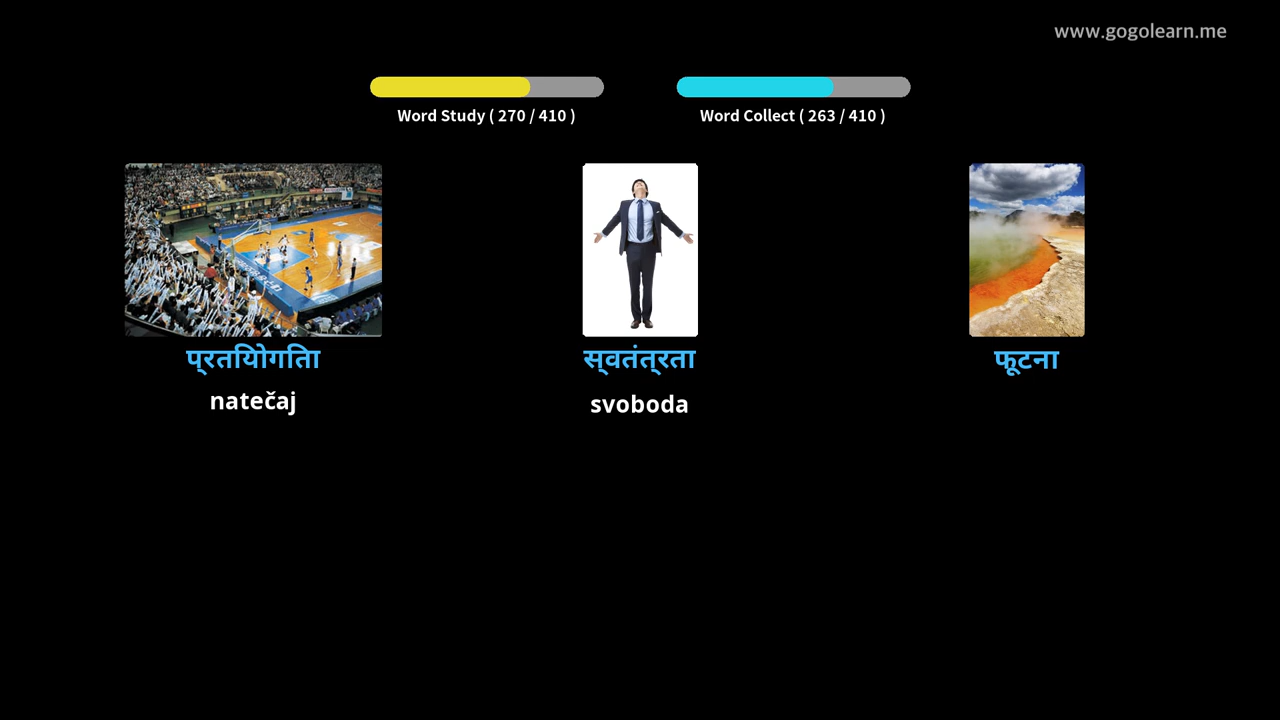 www.gogolearn.me
Word Study ( 270 / 410 )
Word Collect ( 263 / 410 )
प्रतियोगिता
स्वतंत्रता
फूटना
natečaj
svoboda